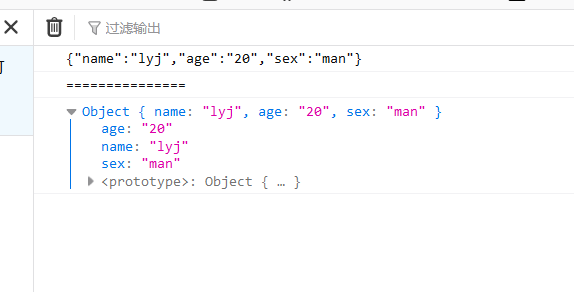 过滤输出
{"name":"lyj","age":"20","sex":"man"}
===============
Object { name: "lyj", age: "20", sex: "man" }
age: "20"
name: "lyj"
sex: "man"
<prototype>: Object { … }